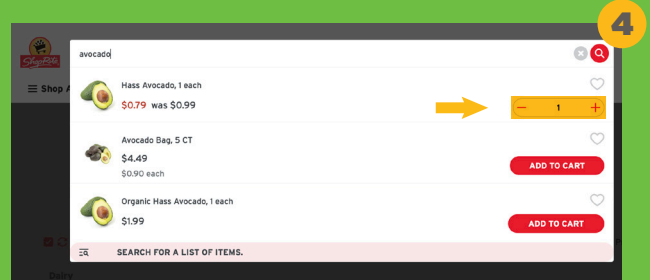 4
avocado
ShopRite
Shop A
Hass Avocado, 1 each
$0.79 was $0.99
− 1 +
Avocado Bag, 5 CT
$4.49
$0.90 each
ADD TO CART
Organic Hass Avocado, 1 each
$1.99
ADD TO CART
SEARCH FOR A LIST OF ITEMS.
Dairy